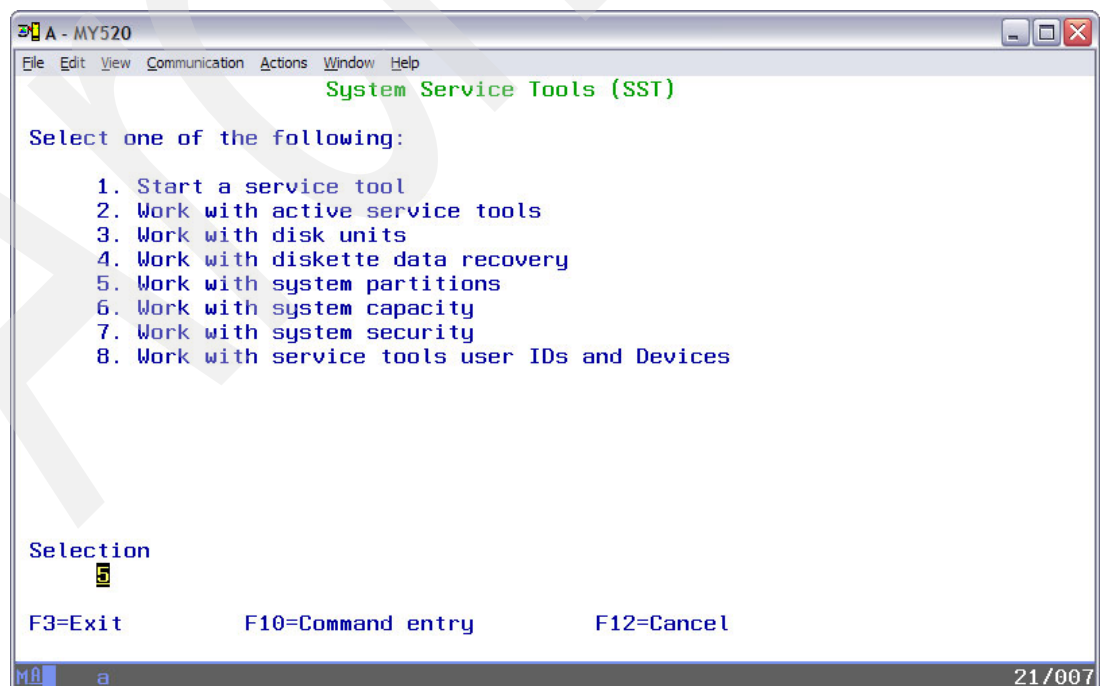 A - MY520
File Edit View Communication Actions Window Help
System Service Tools (SST)
Select one of the following:
1. Start a service tool
2. Work with active service tools
3. Work with disk units
4. Work with diskette data recovery
5. Work with system partitions
6. Work with system capacity
7. Work with system security
8. Work with service tools user IDs and Devices
Selection
5
F3=Exit F10=Command entry F12=Cancel
MA a 21/007